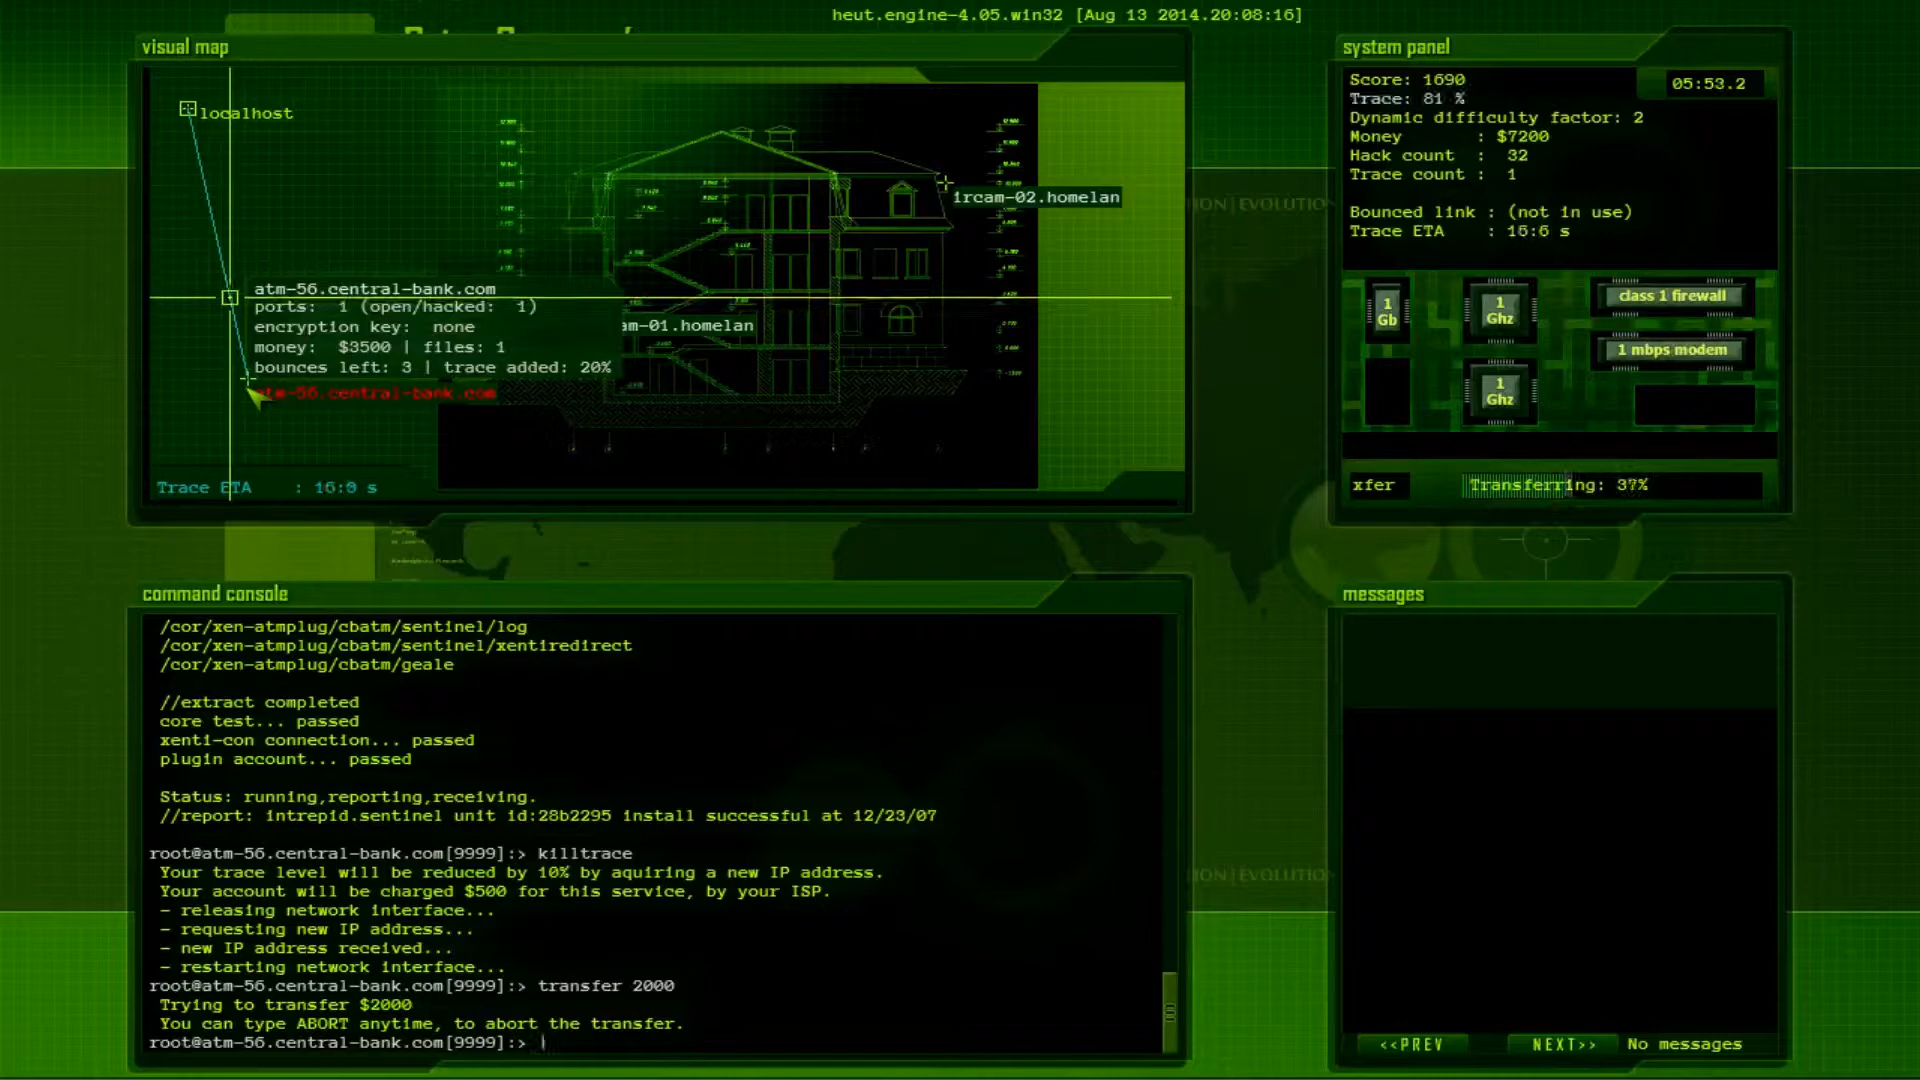 heut.engine-4.05.win32 [Aug 13 2014.20:08:16]
visual map
localhost
ircam-02.homelan
atm-56.central-bank.com
ports: 1 (open/hacked: 1)
encryption key: none
am-01.homelan
money: $3500 | files: 1
bounces left: 3 | trace added: 20%
atm-56.central-bank.com
Trace ETA : 16:9 s
system panel
05:53.2
Score: 1690
Trace: 81 %
Dynamic difficulty factor: 2
Money : $7200
Hack count : 32
Trace count : 1
Bounced link : (not in use)
Trace ETA : 16:6 s
1 Gb
1 Ghz
class 1 firewall
1 mbps modem
1 Ghz
xfer
Transferring: 37%
command console
/cor/xen-atmplug/cbatm/sentinel/log
/cor/xen-atmplug/cbatm/sentinel/xentiredirect
/cor/xen-atmplug/cbatm/geale
//extract completed
core test... passed
xenti-con connection... passed
plugin account... passed
Status: running,reporting,receiving.
//report: intrepid.sentinel unit id:28b2295 install successful at 12/23/07
root@atm-56.central-bank.com[9999]:> killtrace
Your trace level will be reduced by 10% by aquiring a new IP address.
Your account will be charged $500 for this service, by your ISP.
- releasing network interface...
- requesting new IP address...
- new IP address received...
- restarting network interface...
root@atm-56.central-bank.com[9999]:> transfer 2000
Trying to transfer $2000
You can type ABORT anytime, to abort the transfer.
root@atm-56.central-bank.com[9999]:>
messages
<<PREV
NEXT>>
No messages